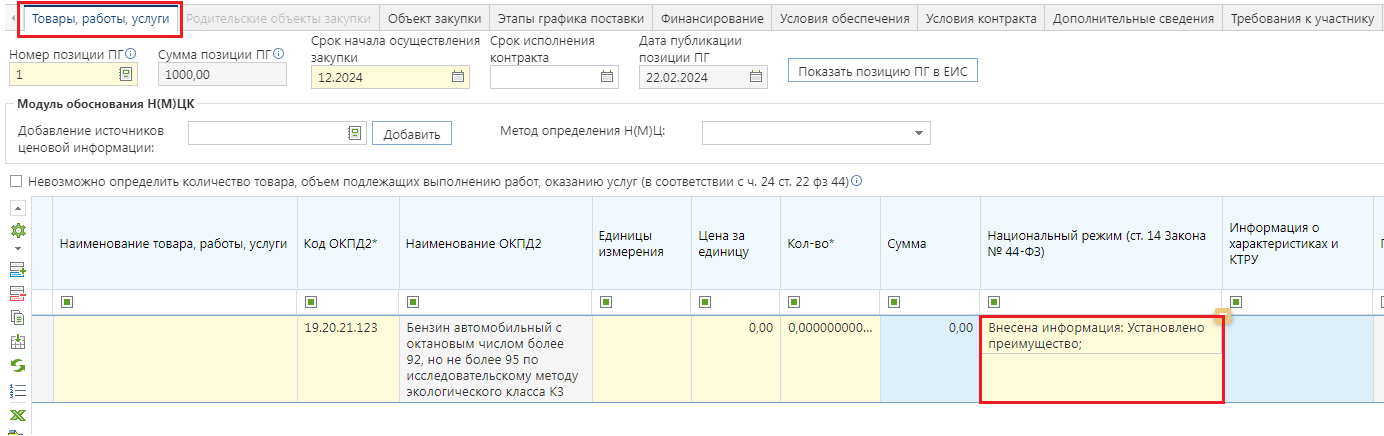 Товары, работы, услуги
Родительские объекты закупки
Объект закупки
Этапы графика поставки
Финансирование
Условия обеспечения
Условия контракта
Дополнительные сведения
Требования к участнику
Номер позиции ПГ
Сумма позиции ПГ
Срок начала осуществления
закупки
Срок исполнения
контракта
Дата публикации
позиции ПГ
1
1000,00
12.2024
22.02.2024
Показать позицию ПГ в ЕИС
Модуль обоснования Н(М)ЦК
Добавление источников
ценовой информации:
Добавить
Метод определения Н(М)Ц:
Невозможно определить количество товара, объем подлежащих выполнению работ, оказанию услуг (в соответствии с ч. 24 ст. 22 фз 44)
Наименование товара, работы, услуги
Код ОКПД2*
Наименование ОКПД2
Единицы
измерения
Цена за
единицу
Кол-во*
Сумма
Национальный режим (ст. 14 Закона
№ 44-ФЗ)
Информация о
характеристиках и
КТРУ
19.20.21.123
Бензин автомобильный с
октановым числом более
92, но не более 95 по
исследовательскому методу
экологического класса К3
0,00
0,000000000...
0,00
Внесена информация: Установлено
преимущество;